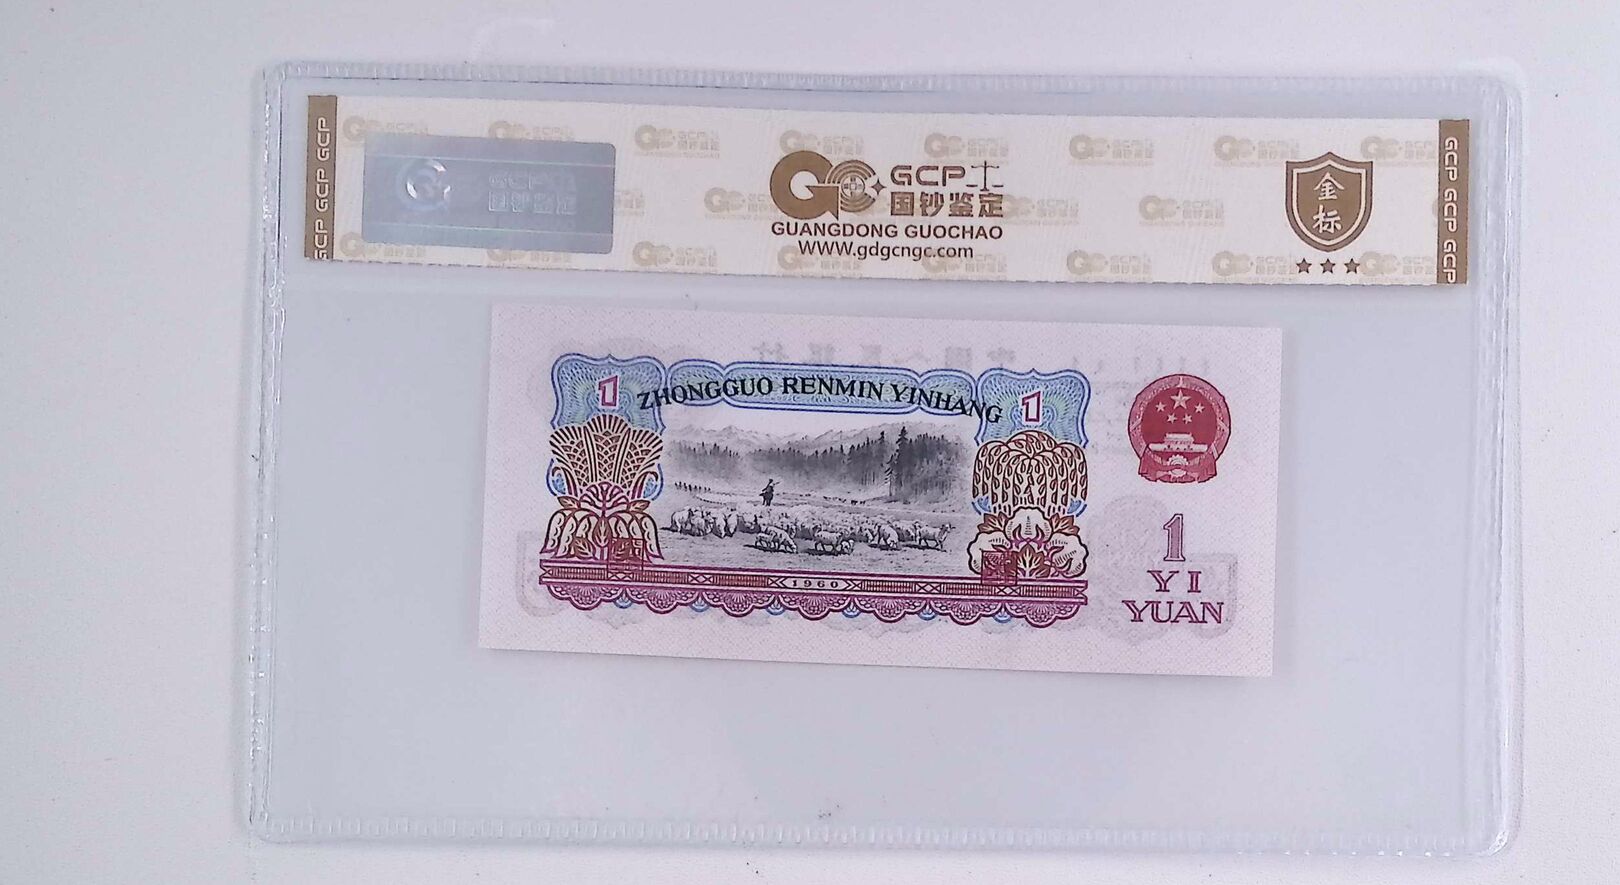 GCP GCP GCP
GCP
国钞鉴定
GUANGDONG GUOCHAO
WWW.gdgcngc.com
金标
GCP GCP GCP
ZHONGGUO RENMIN YINHANG
1
1
1960
1
YI
YUAN